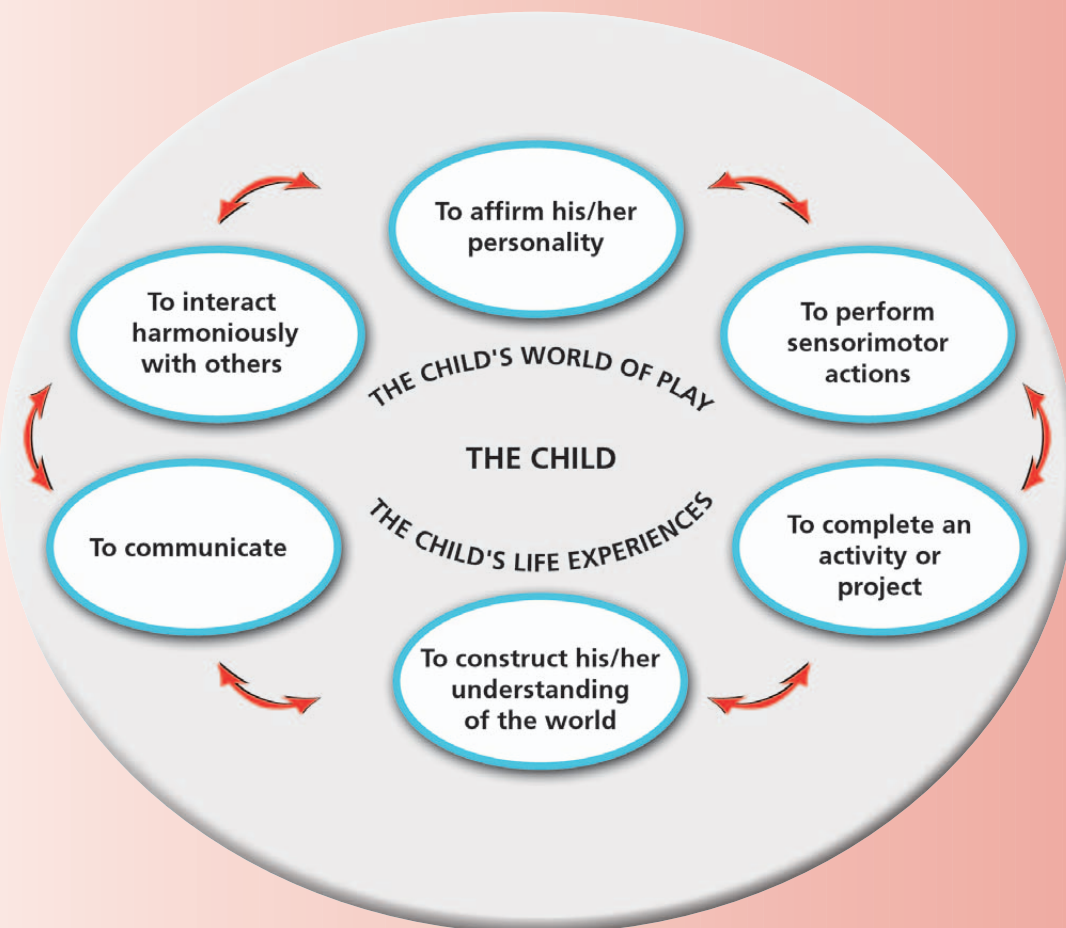 To affirm his/her
personality
To interact
harmoniously
with others
To perform
sensorimotor
actions
THE CHILD'S WORLD OF PLAY
THE CHILD
THE CHILD'S LIFE EXPERIENCES
To communicate
To complete an
activity or
project
To construct his/her
understanding
of the world